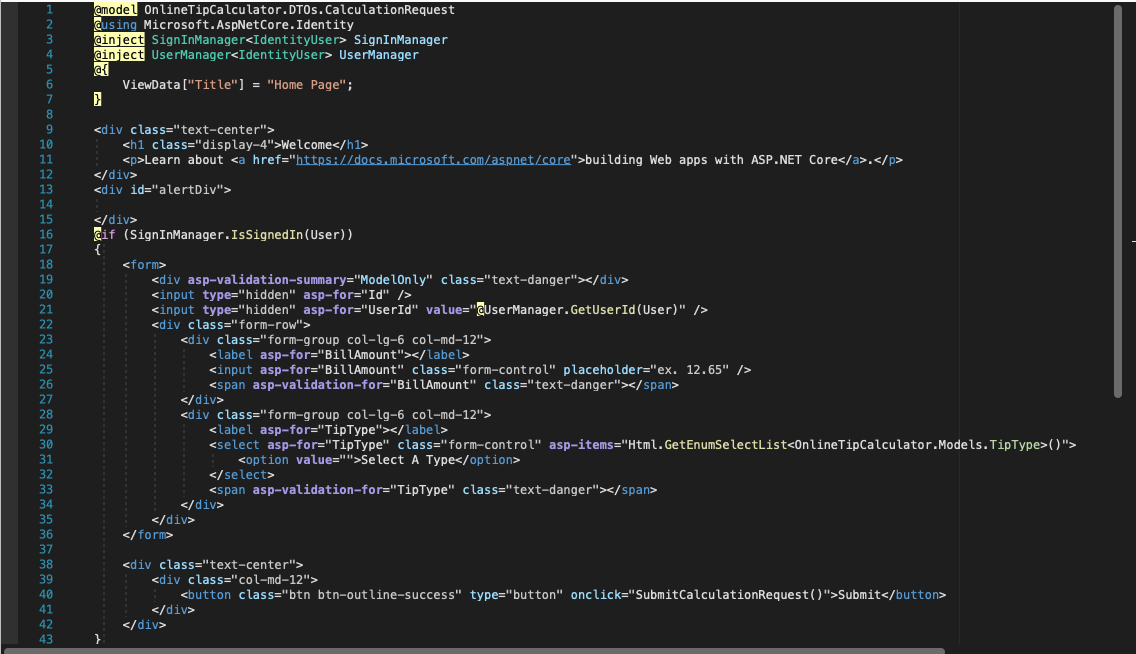 1 @model OnlineTipCalculator.DTOs.CalculationRequest
2 @using Microsoft.AspNetCore.Identity
3 @inject SignInManager<IdentityUser> SignInManager
4 @inject UserManager<IdentityUser> UserManager
5 @{
6     ViewData["Title"] = "Home Page";
7 }
8
9 <div class="text-center">
10     <h1 class="display-4">Welcome</h1>
11     <p>Learn about <a href="https://docs.microsoft.com/aspnet/core">building Web apps with ASP.NET Core</a>.</p>
12 </div>
13 <div id="alertDiv">
14
15 </div>
16 @if (SignInManager.IsSignedIn(User))
17 {
18     <form>
19         <div asp-validation-summary="ModelOnly" class="text-danger"></div>
20         <input type="hidden" asp-for="Id" />
21         <input type="hidden" asp-for="UserId" value="@UserManager.GetUserId(User)" />
22         <div class="form-row">
23             <div class="form-group col-lg-6 col-md-12">
24                 <label asp-for="BillAmount"></label>
25                 <input asp-for="BillAmount" class="form-control" placeholder="ex. 12.65" />
26                 <span asp-validation-for="BillAmount" class="text-danger"></span>
27             </div>
28             <div class="form-group col-lg-6 col-md-12">
29                 <label asp-for="TipType"></label>
30                 <select asp-for="TipType" class="form-control" asp-items="Html.GetEnumSelectList<OnlineTipCalculator.Models.TipType>()">
31                     <option value="">Select A Type</option>
32                 </select>
33                 <span asp-validation-for="TipType" class="text-danger"></span>
34             </div>
35         </div>
36     </form>
37
38     <div class="text-center">
39         <div class="col-md-12">
40             <button class="btn btn-outline-success" type="button" onclick="SubmitCalculationRequest()">Submit</button>
41         </div>
42     </div>
43 }